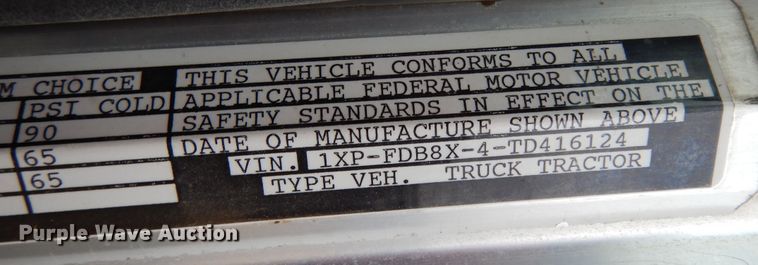 M CHOICE
PSI COLD
90
65
65
THIS VEHICLE CONFORMS TO ALL
APPLICABLE FEDERAL MOTOR VEHICLE
SAFETY STANDARDS IN EFFECT ON THE
DATE OF MANUFACTURE SHOWN ABOVE
VIN. 1XP-FDB8X-4-TD416124
TYPE VEH. TRUCK TRACTOR
Purple Wave Auction